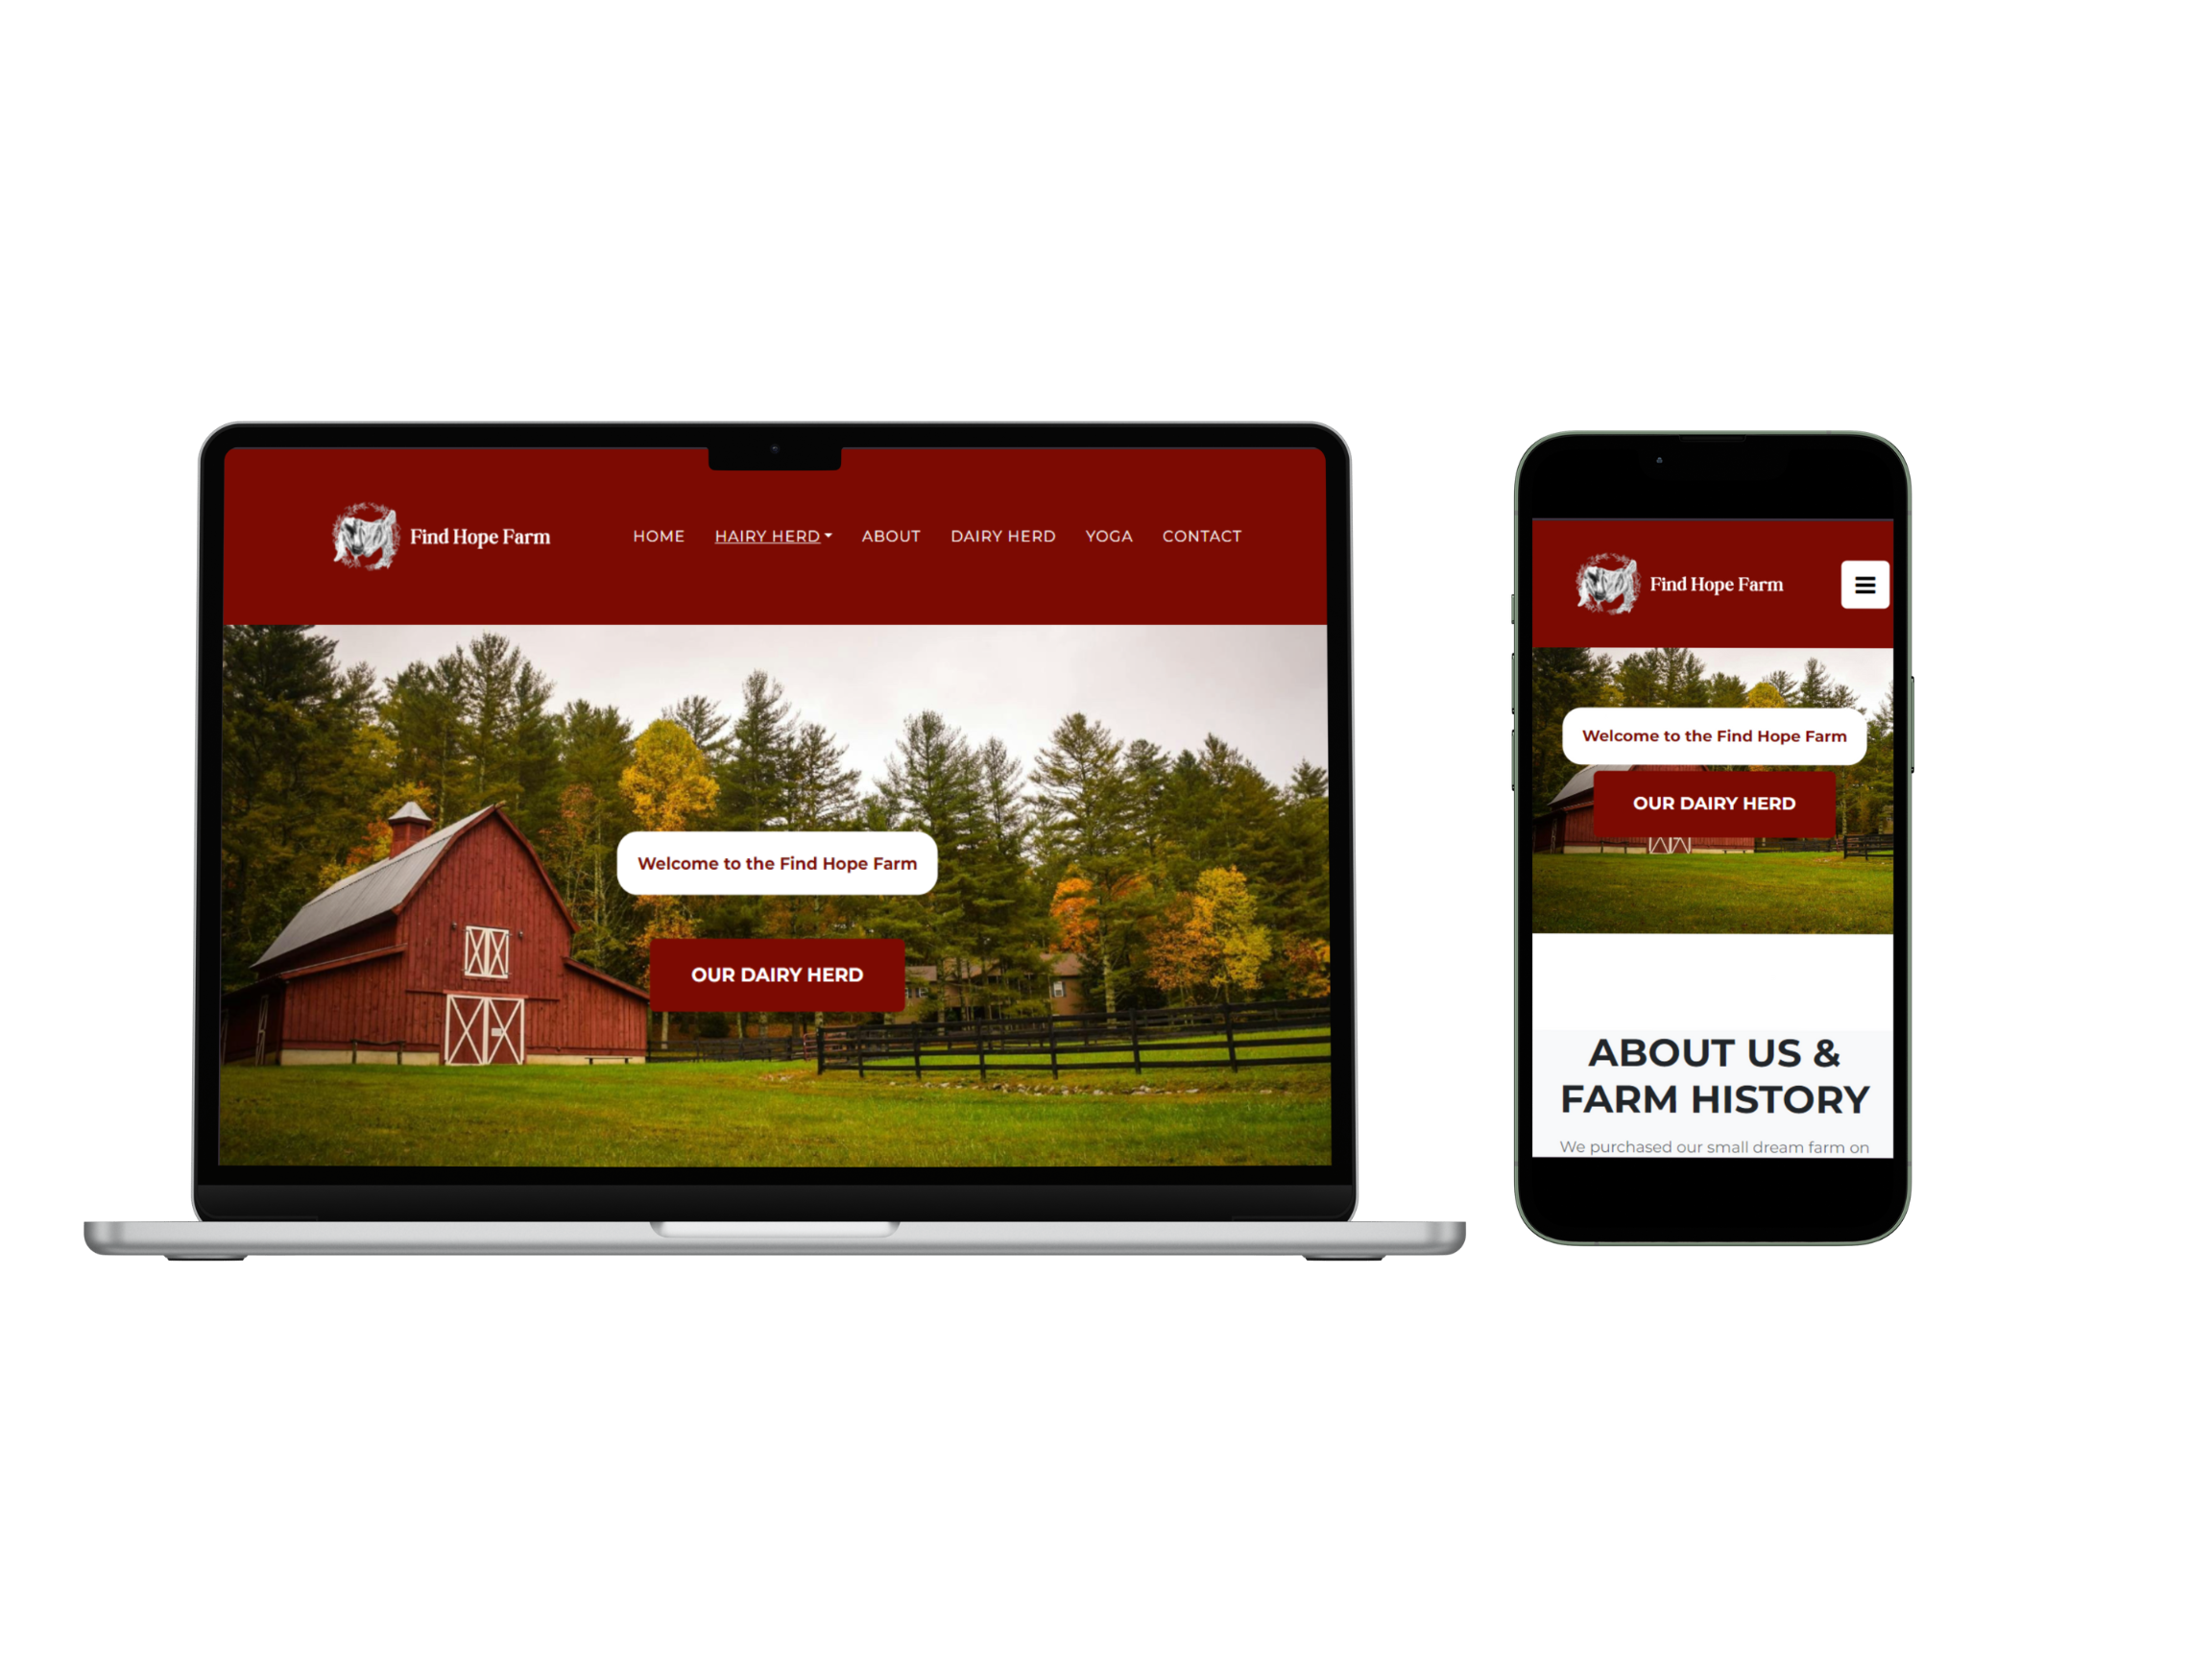 Find Hope Farm
HOME HAIRY HERD ABOUT DAIRY HERD YOGA CONTACT
Welcome to the Find Hope Farm
OUR DAIRY HERD
Find Hope Farm
Welcome to the Find Hope Farm
OUR DAIRY HERD
ABOUT US &
FARM HISTORY
We purchased our small dream farm on